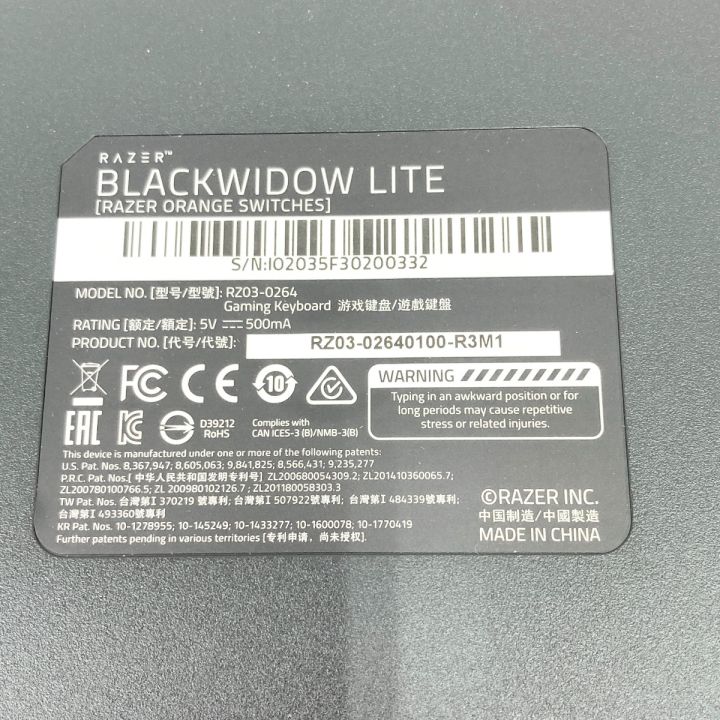 RAZER™
BLACKWIDOW LITE
[RAZER ORANGE SWITCHES]
S/N:IO2035F30200332
MODEL NO. [型号/型號]: RZ03-0264
Gaming Keyboard 游戏键盘/遊戲鍵盤
RATING [额定/額定]: 5V ⎓ 500mA
PRODUCT NO. [代号/代號]: RZ03-02640100-R3M1
FC CE 10
EAC KC D39212
RoHS
Complies with
CAN ICES-3 (B)/NMB-3(B)
WARNING
Typing in an awkward position or for
long periods may cause repetitive
stress or related injuries.
This device is manufactured under one or more of the following patents:
U.S. Pat. Nos. 8,367,947; 8,605,063; 9,841,825; 8,566,431; 9,235,277
P.R.C. Pat. Nos.[ 中华人民共和国发明专利号] ZL200680054309.2; ZL201410360065.7;
ZL200780100766.5; ZL 200980102126.7; ZL201180058303.3
TW Pat. Nos. 台灣第I 370219 號專利; 台灣第I 507922 號專利; 台灣第I 484339號專利;
台灣第I 493360號專利
KR Pat. Nos. 10-1278955; 10-145249; 10-1433277; 10-1600078; 10-1770419
Further patents pending in various territories [专利申请，尚未授权].
©RAZER INC.
中国制造/中國製造
MADE IN CHINA